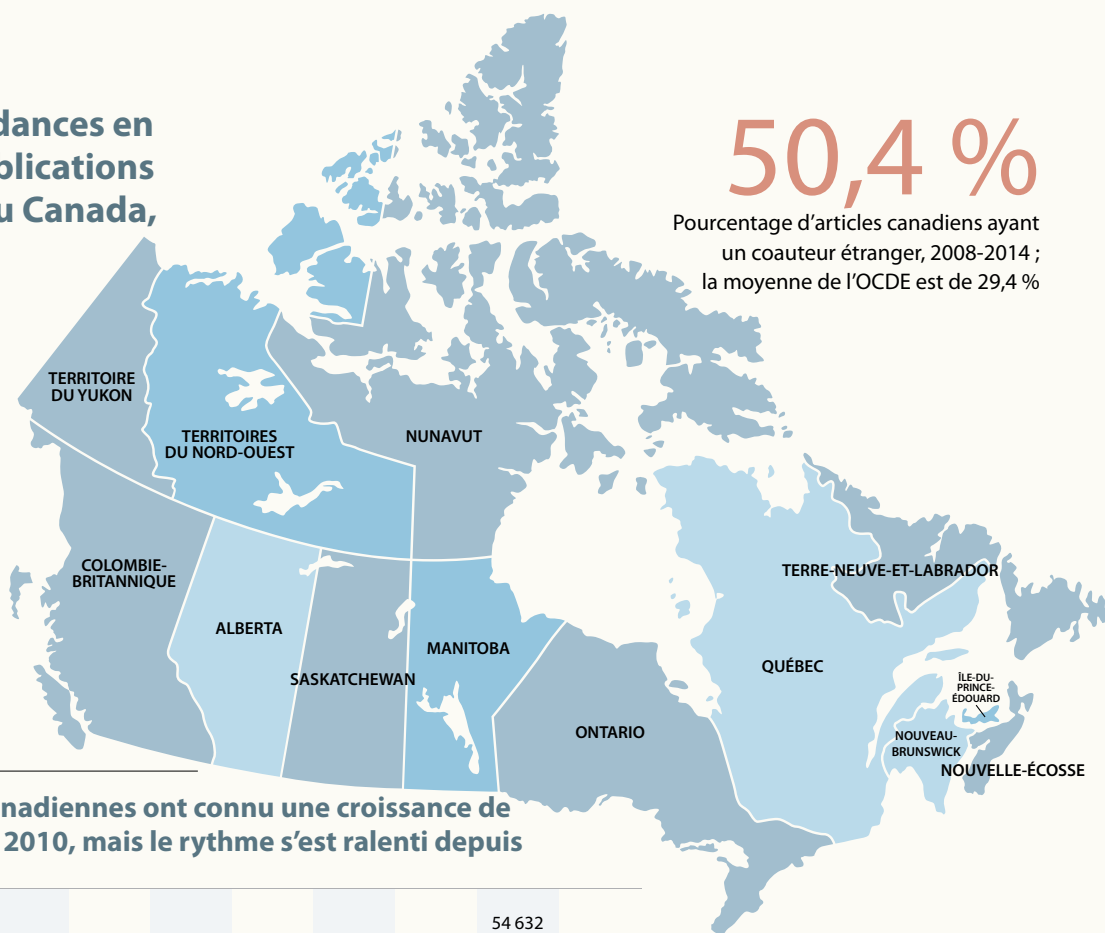 dances en
blications
u Canada,
50,4 %
Pourcentage d’articles canadiens ayant
un coauteur étranger, 2008-2014 ;
la moyenne de l’OCDE est de 29,4 %
TERRITOIRE
DU YUKON
TERRITOIRES
DU NORD-OUEST
NUNAVUT
COLOMBIE-
BRITANNIQUE
ALBERTA
SASKATCHEWAN
MANITOBA
ONTARIO
QUÉBEC
TERRE-NEUVE-ET-LABRADOR
ÎLE-DU-
PRINCE-
ÉDOUARD
NOUVEAU-
BRUNSWICK
NOUVELLE-ÉCOSSE
nadiennes ont connu une croissance de
2010, mais le rythme s’est ralenti depuis
54 632